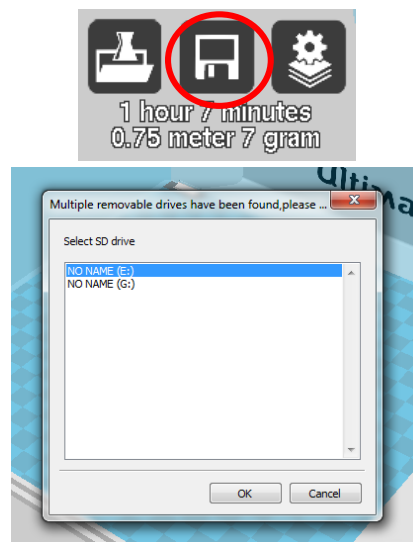 1 hour 7 minutes
0.75 meter 7 gram
Ultima
Multiple removable drives have been found,please ...
Select SD drive
NO NAME (E:)
NO NAME (G:)
OK
Cancel